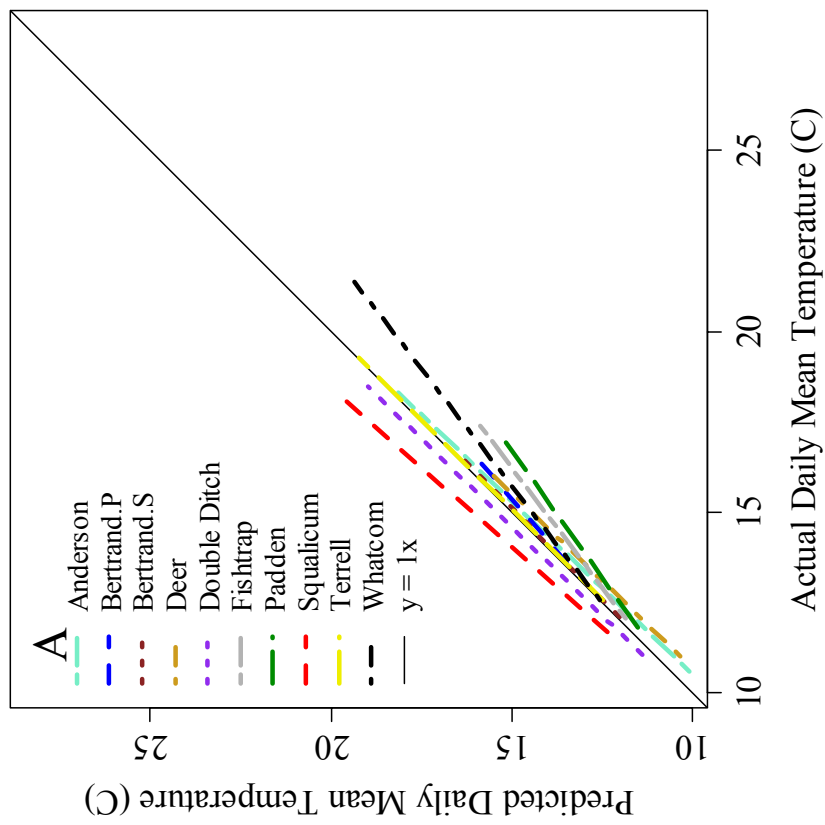 A
Anderson
Bertrand.P
Bertrand.S
Deer
Double Ditch
Fishtrap
Padden
Squalicum
Terrell
Whatcom
y = 1x
25
20
15
10
Predicted Daily Mean Temperature (C)
10
15
20
25
Actual Daily Mean Temperature (C)